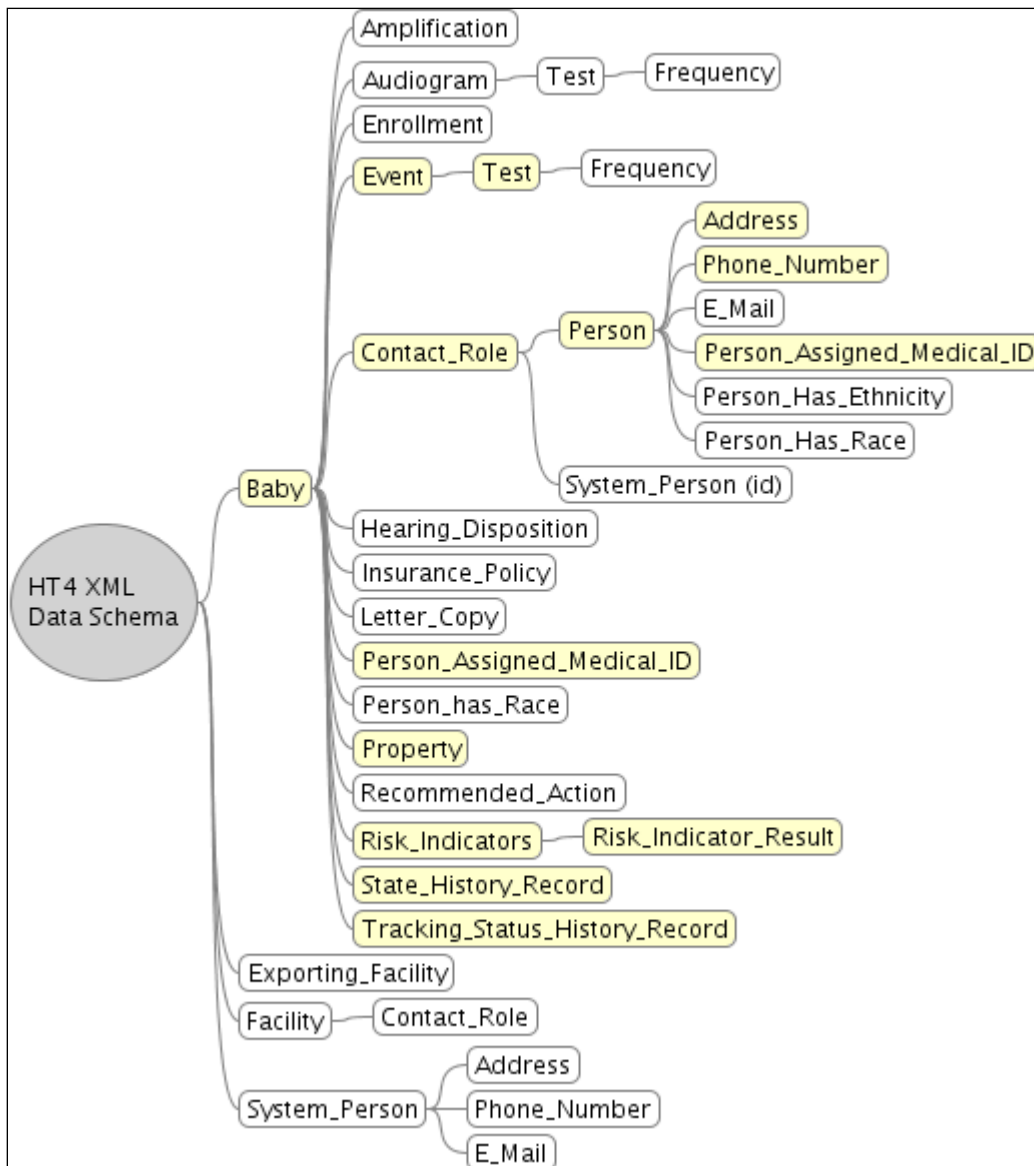 Amplification
Audiogram
Test
Frequency
Enrollment
Event
Test
Frequency
Address
Phone_Number
E_Mail
Person
Contact_Role
Person_Assigned_Medical_ID
Person_Has_Ethnicity
Person_Has_Race
System_Person (id)
Baby
Hearing_Disposition
Insurance_Policy
HT4 XML
Data Schema
Letter_Copy
Person_Assigned_Medical_ID
Person_has_Race
Property
Recommended_Action
Risk_Indicators
Risk_Indicator_Result
State_History_Record
Tracking_Status_History_Record
Exporting_Facility
Facility
Contact_Role
Address
System_Person
Phone_Number
E_Mail